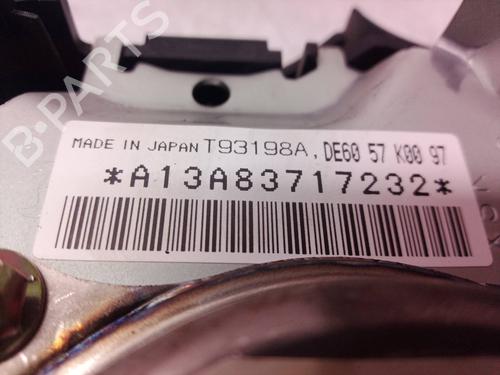 B-PARTS
MADE IN JAPAN T93198A, DE60 57 K00 97
*A13A83717232*